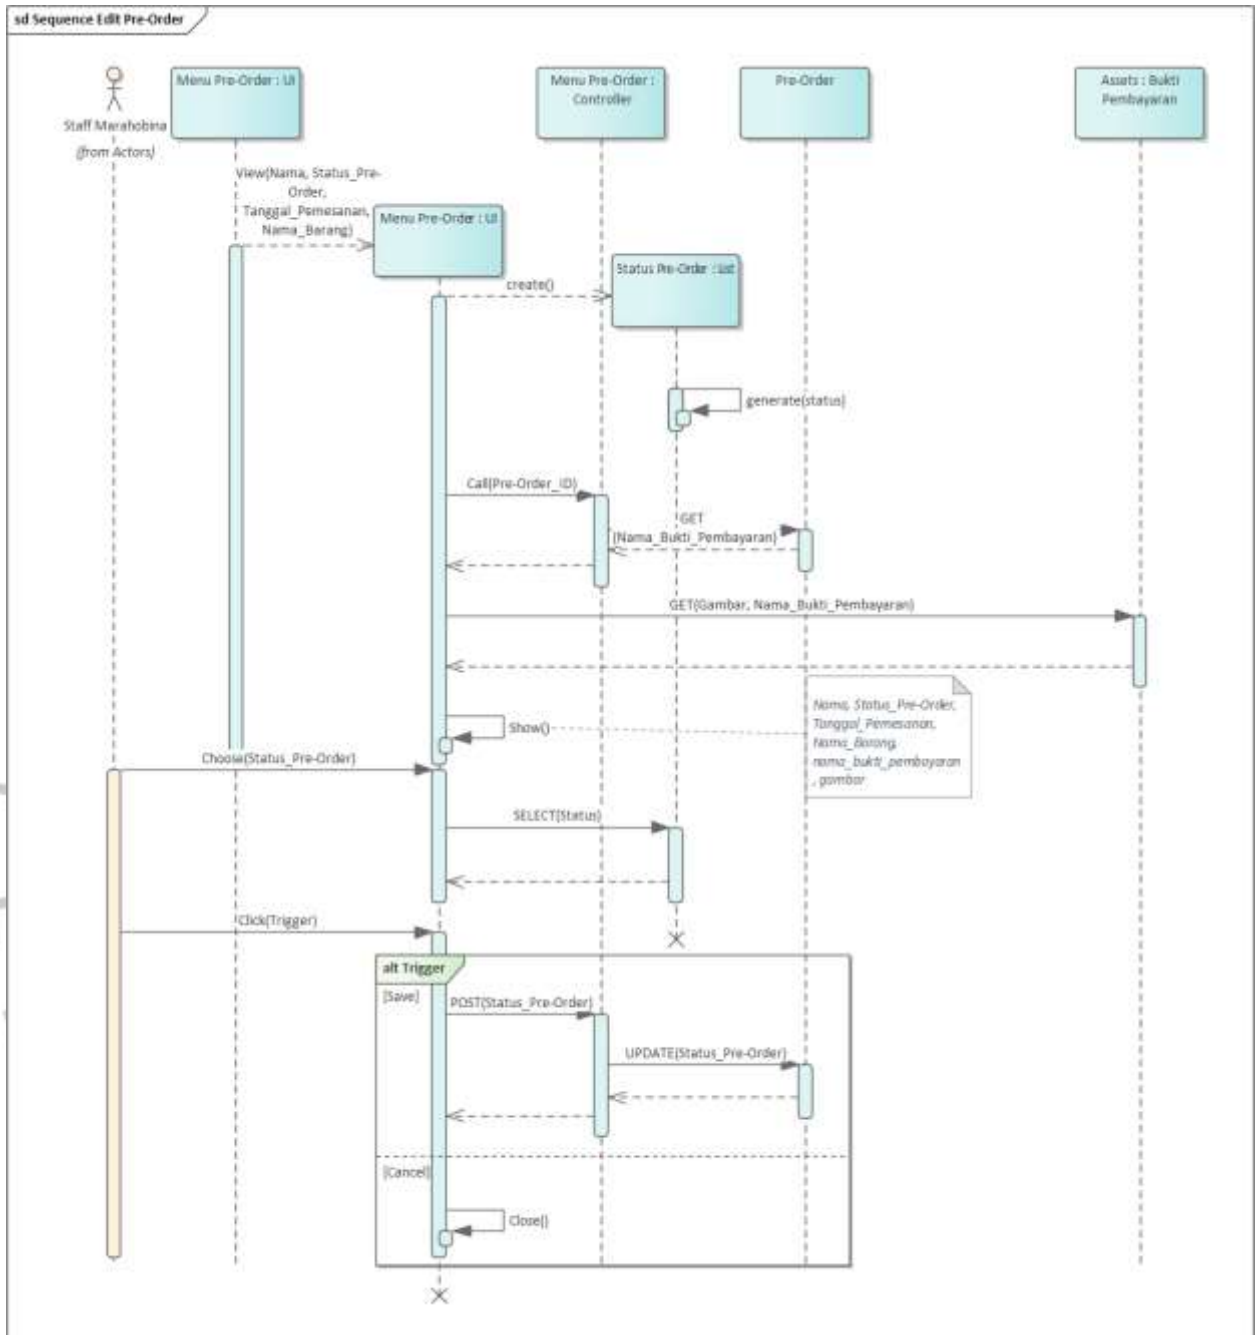 sd Sequence Edit Pre-Order
Staff Marahobina
(from Actors)
Menu Pre-Order : UI
Menu Pre-Order :
Controller
Pre-Order
Assets : Bukti
Pembayaran
View(Nama, Status_Pre-
Order,
Tanggal_Pemesanan,
Nama_Barang)
Menu Pre-Order : UI
Status Pre-Order : List
create()
generate(status)
Call(Pre-Order_ID)
GET
(Nama_Bukti_Pembayaran)
GET(Gambar, Nama_Bukti_Pembayaran)
Show()
Nama, Status_Pre-Order,
Tanggal_Pemesanan,
Nama_Barang,
nama_bukti_pembayaran
, gambar
Choose(Status_Pre-Order)
SELECT(Status)
Click(Trigger)
alt Trigger
[Save]
POST(Status_Pre-Order)
UPDATE(Status_Pre-Order)
[Cancel]
Close()